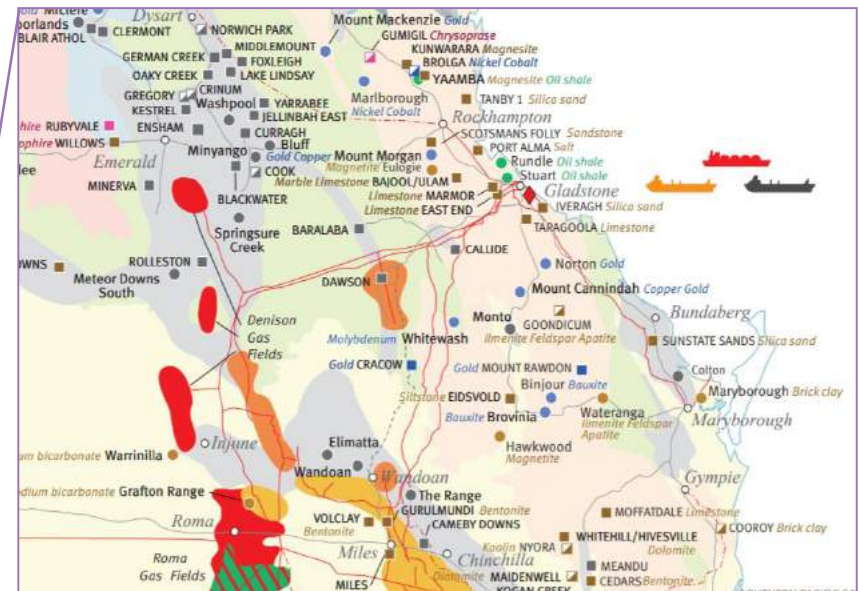 Dysart
CLERMONT
BLAIR ATHOL
NORWICH PARK
Mount Mackenzie Gold
GUMIGIL Chrysoprase
GERMAN CREEK
MIDDLEMOUNT
FOXLEIGH
KUNWARARA Magnesite
BROLGA Nickel Cobalt
OAKY CREEK
LAKE LINDSAY
YAAMBA Magnesite Oil shale
GREGORY
CRINUM
Marlborough
Nickel Cobalt
TANBY 1 Silica sand
KESTREL
Washpool
YARRABEE
JELLINBAH EAST
Rockhampton
RUBYVALE
ENSHAM
CURRAGH
SCOTSMANS FOLLY Sandstone
WILLOWS
Bluff
PORT ALMA Salt
Emerald
Minyango
Gold Copper Mount Morgan
Rundle Oil shale
COOK
Magnetite Eulogie
Stuart Oil shale
MINERVA
Marble Limestone BAJOOL/ULAM
Gladstone
BLACKWATER
Limestone MARMOR
Limestone EAST END
IVERAGH Silica sand
Springsure
Creek
BARALABA
TARAGOOLA Limestone
CALLIDE
ROLLESTON
Norton Gold
Meteor Downs
South
DAWSON
Mount Cannindah Copper Gold
Denison
Gas
Fields
Monto
Bundaberg
GOONDICUM
Ilmenite Feldspar Apatite
Molybdenum Whitewash
SUNSTATE SANDS Silica sand
Gold CRACOW
Gold MOUNT RAWDON
Colton
Binjour Bauxite
Siltstone EIDSVOLD
Maryborough Brick clay
Bauxite Brovinia
Wateranga
Ilmenite Feldspar
Apatite
Maryborough
Injune
Elimatta
Hawkwood
Magnetite
Warrinilla
Wandoan
Wandoan
Gympie
Grafton Range
The Range
GURULMUNDI Bentonite
MOFFATDALE Limestone
Roma
VOLCLAY
Bentonite
CAMEBY DOWNS
COOROY Brick clay
WHITEHILL/HIVESVILLE
Dolomite
Kaolin NYORA
Roma
Gas Fields
Miles
Chinchilla
MEANDU
MILES
Diatomite MAIDENWELL
CEDARS Bentonite
KOGAN CREEK